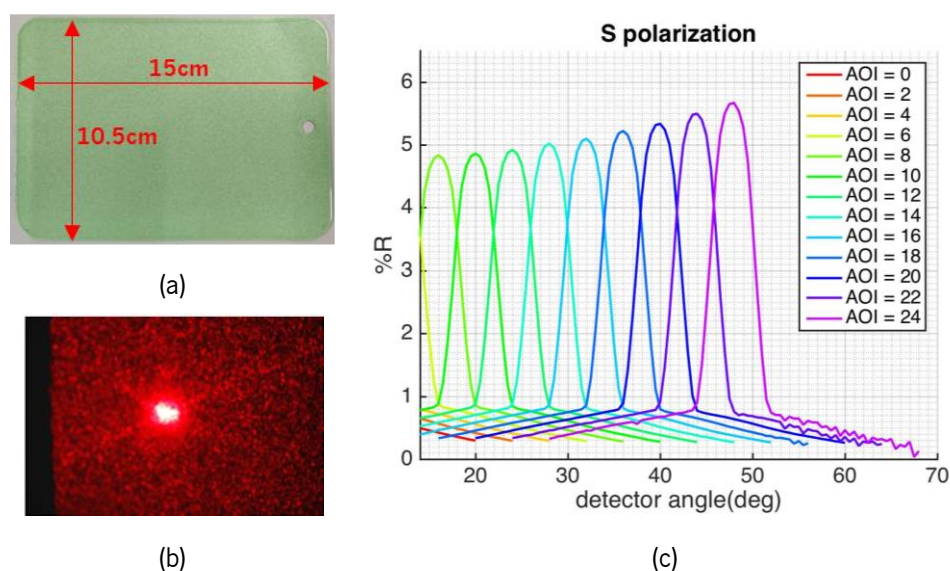 15cm
10.5cm
(a)
(b)
S polarization
%R
6
5
4
3
2
1
0
20
30
40
50
60
70
detector angle(deg)
AOI = 0
AOI = 2
AOI = 4
AOI = 6
AOI = 8
AOI = 10
AOI = 12
AOI = 14
AOI = 16
AOI = 18
AOI = 20
AOI = 22
AOI = 24
(c)